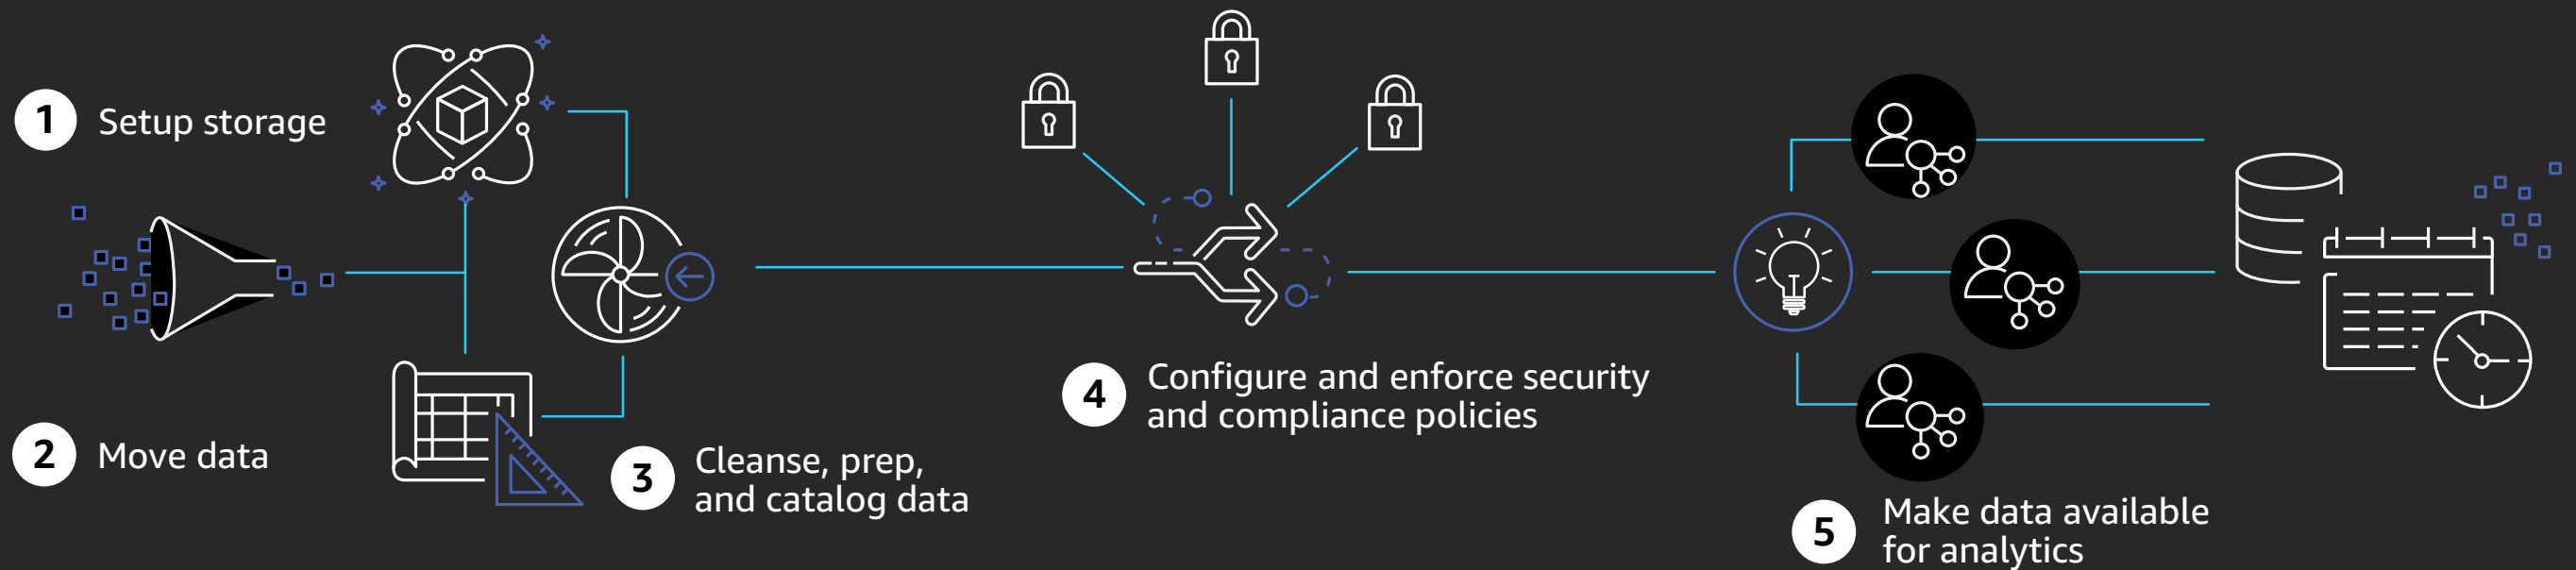 1 Setup storage
2 Move data
3 Cleanse, prep,
and catalog data
4 Configure and enforce security
and compliance policies
5 Make data available
for analytics